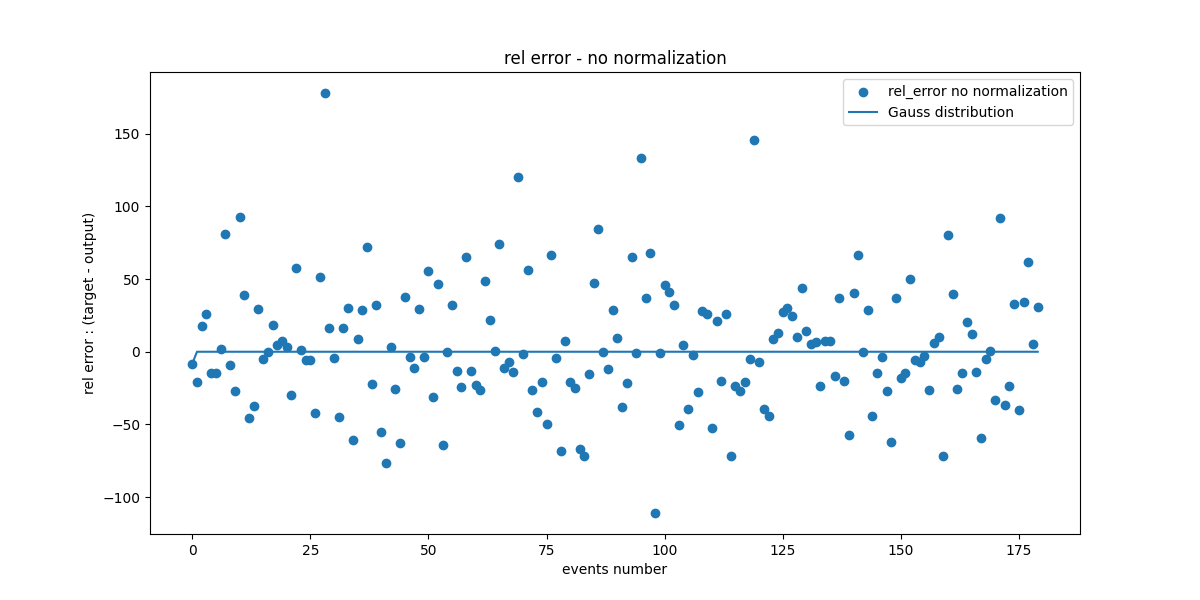 rel error - no normalization
rel_error no normalization
Gauss distribution
rel error : (target - output)
150
100
50
0
−50
−100
0 25 50 75 100 125 150 175
events number